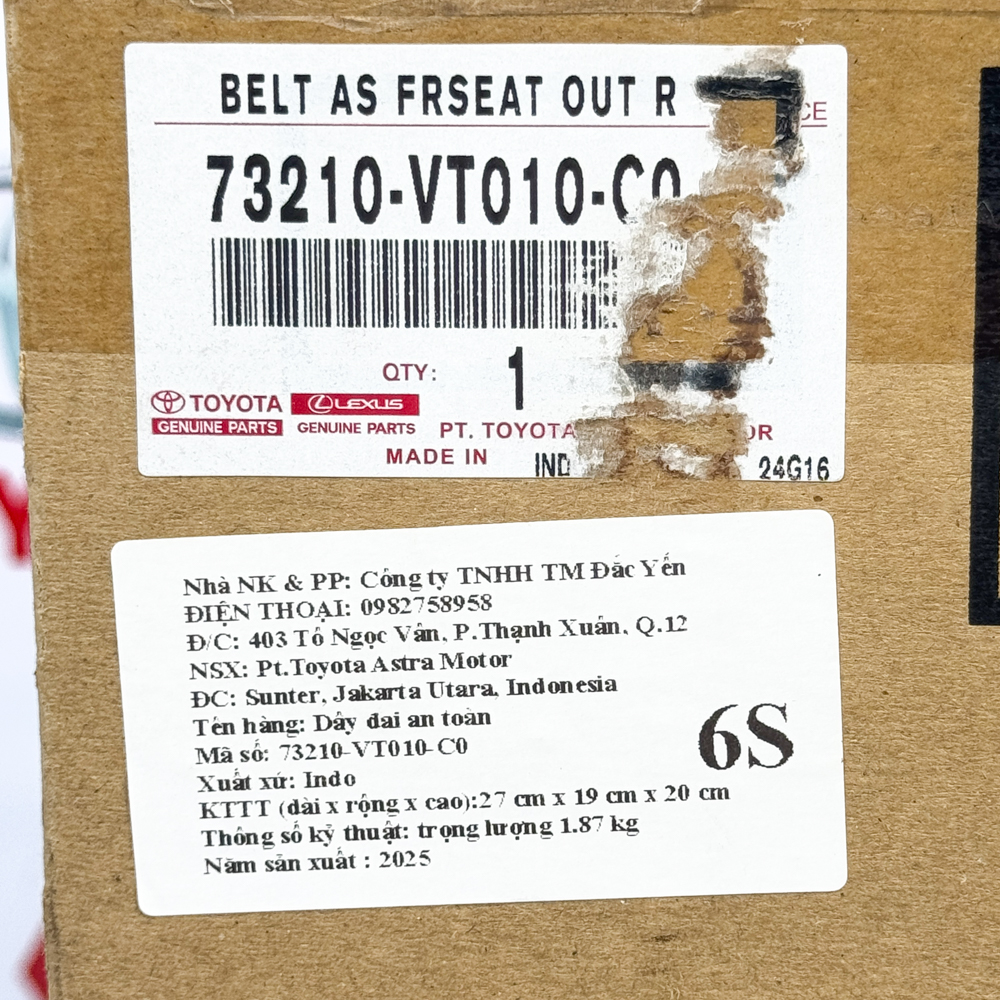 BELT AS FRSEAT OUT R
CE
73210-VT010-C0
QTY: 1
TOYOTA LEXUS
GENUINE PARTS GENUINE PARTS PT. TOYOTA OR
MADE IN IND 24G16
Nhà NK & PP: Công ty TNHH TM Đắc Yến
ĐIỆN THOẠI: 0982758958
Đ/C: 403 Tô Ngọc Vân, P.Thạnh Xuân, Q.12
NSX: Pt.Toyota Astra Motor
ĐC: Sunter, Jakarta Utara, Indonesia
Tên hàng: Dây đai an toàn
Mã số: 73210-VT010-C0
Xuất xứ: Indo
KTTT (dài x rộng x cao):27 cm x 19 cm x 20 cm
Thông số kỹ thuật: trọng lượng 1.87 kg
Năm sản xuất : 2025
6S